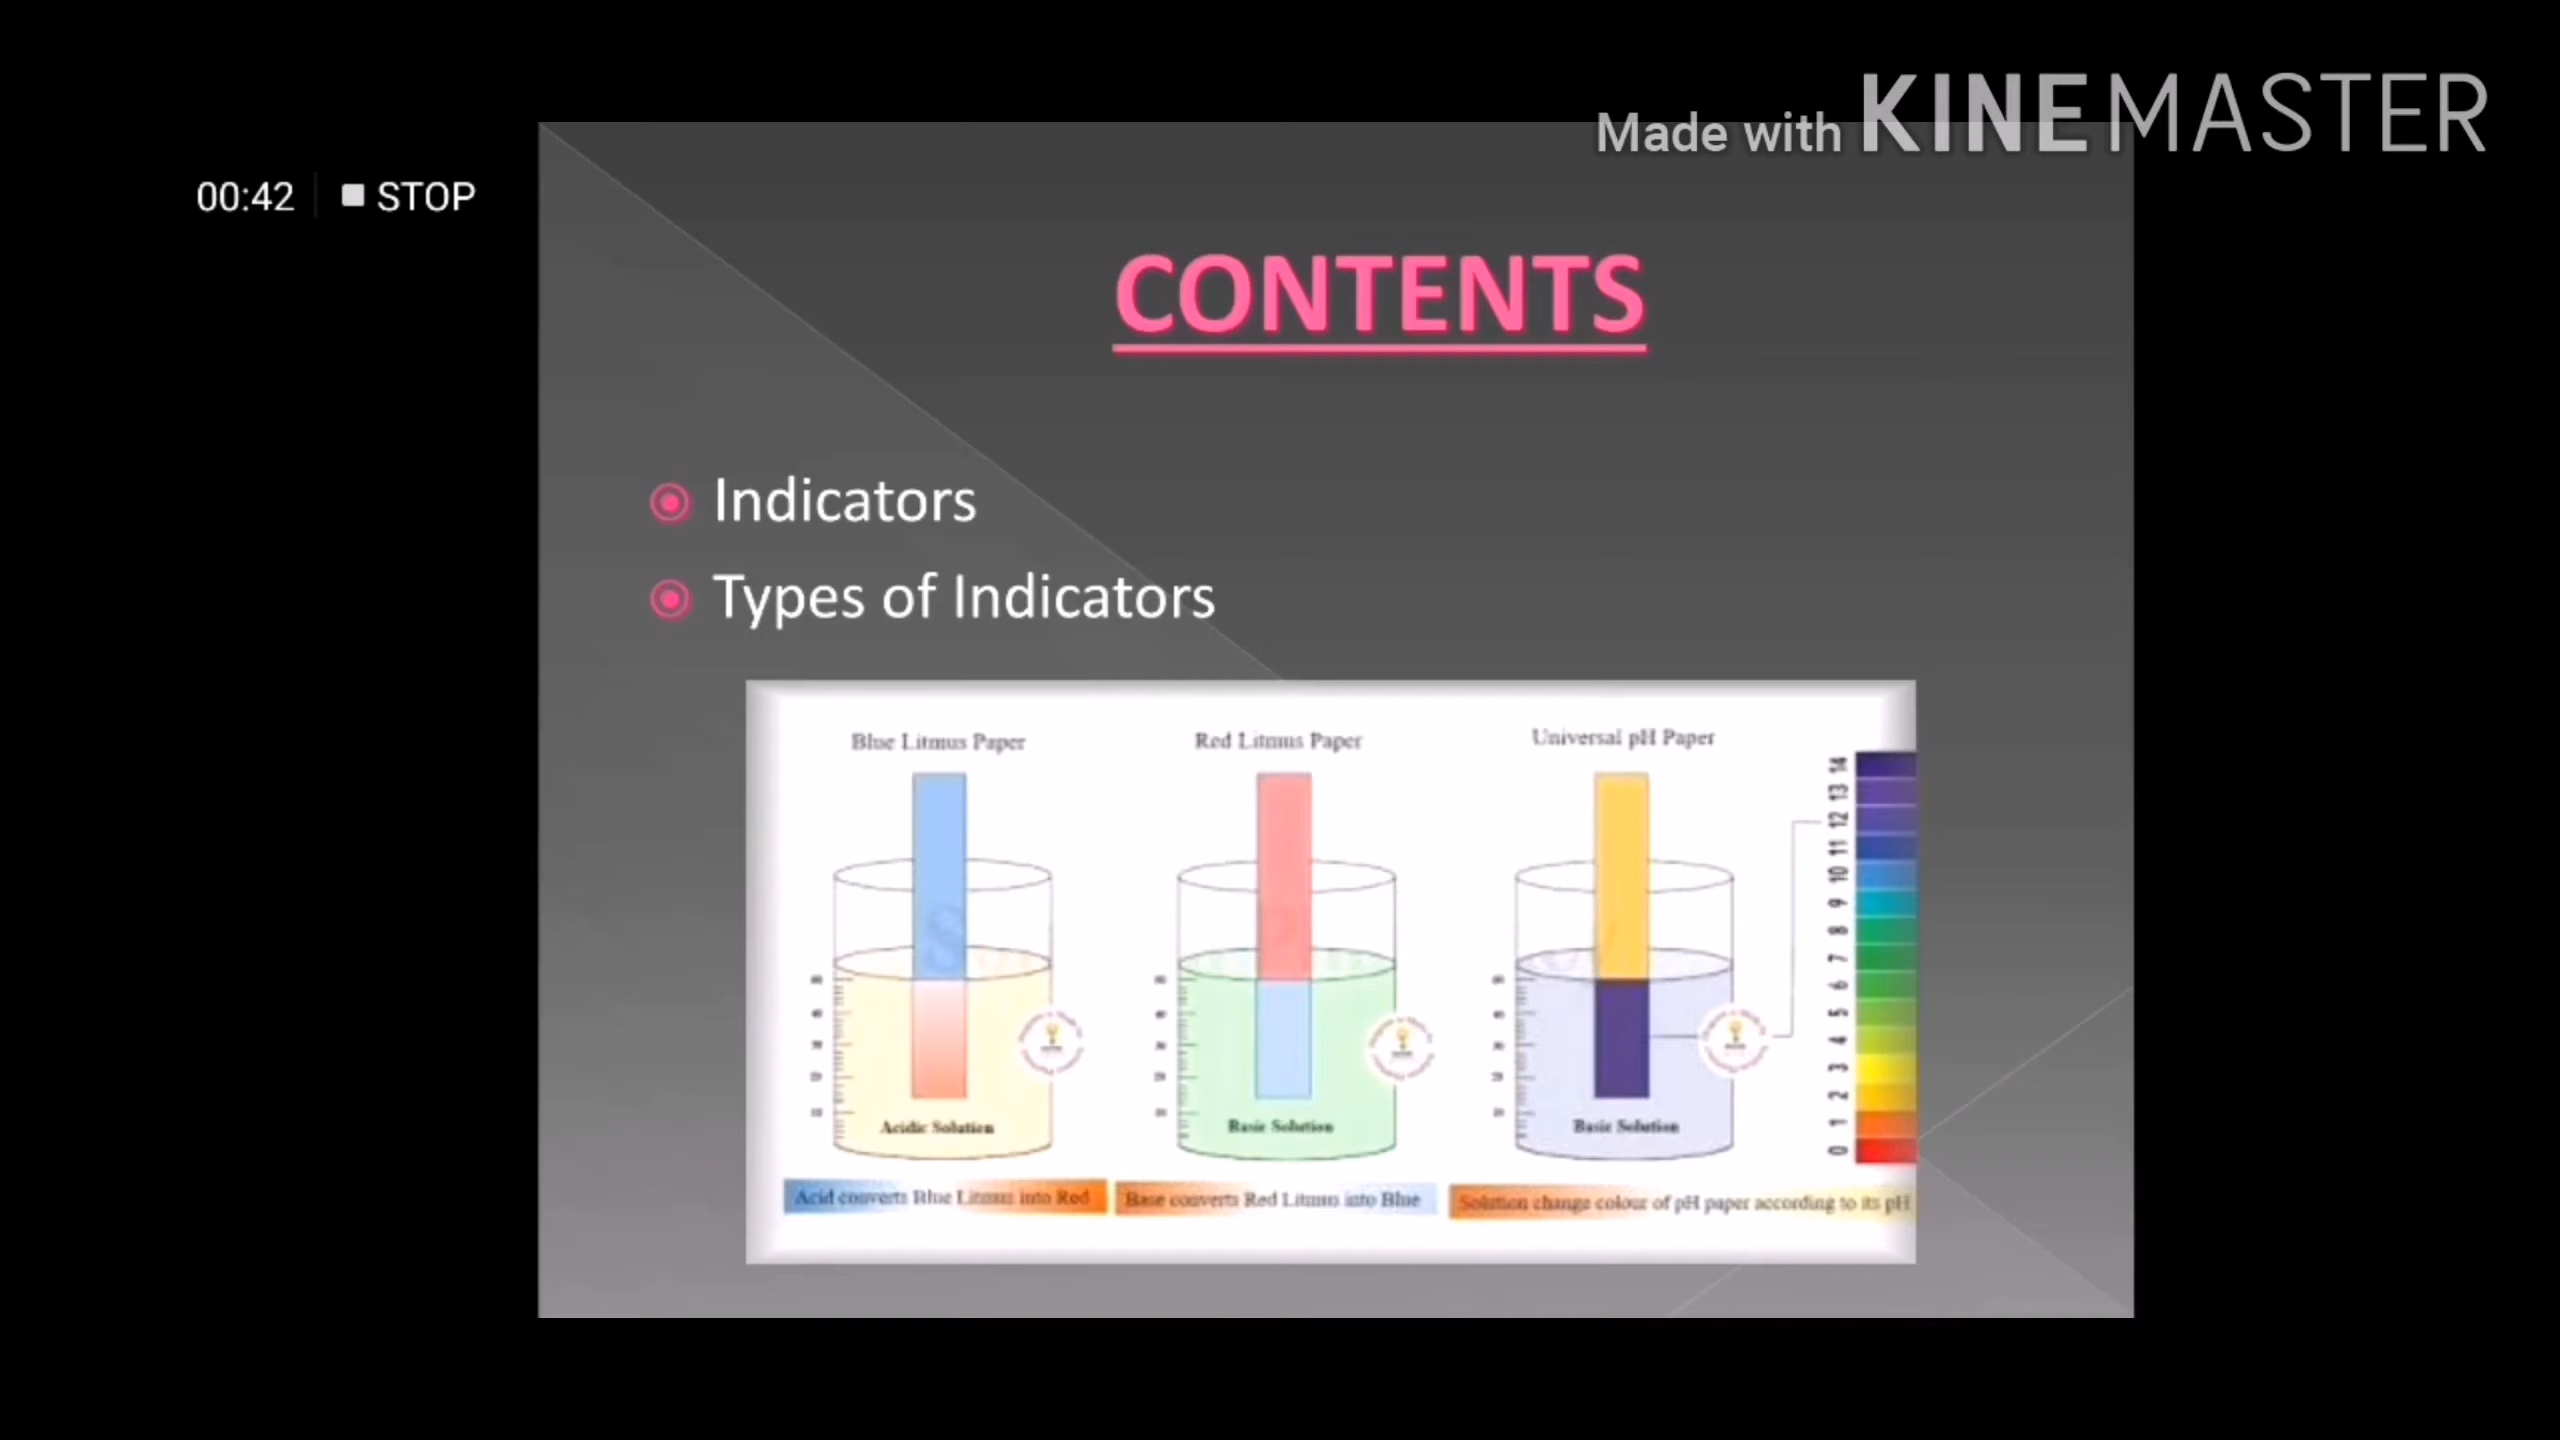 Made with KINEMASTER
00:42 STOP
CONTENTS
Indicators
Types of Indicators
Blue Litmus Paper
Red Litmus Paper
Universal pH Paper
14
13
12
11
10
9
8
7
6
5
4
3
2
1
0
Acidic Solution
Basic Solution
Basic Solution
Acid converts Blue Litmus into Red
Base converts Red Litmus into Blue
Solution change colour of pH paper according to its pH